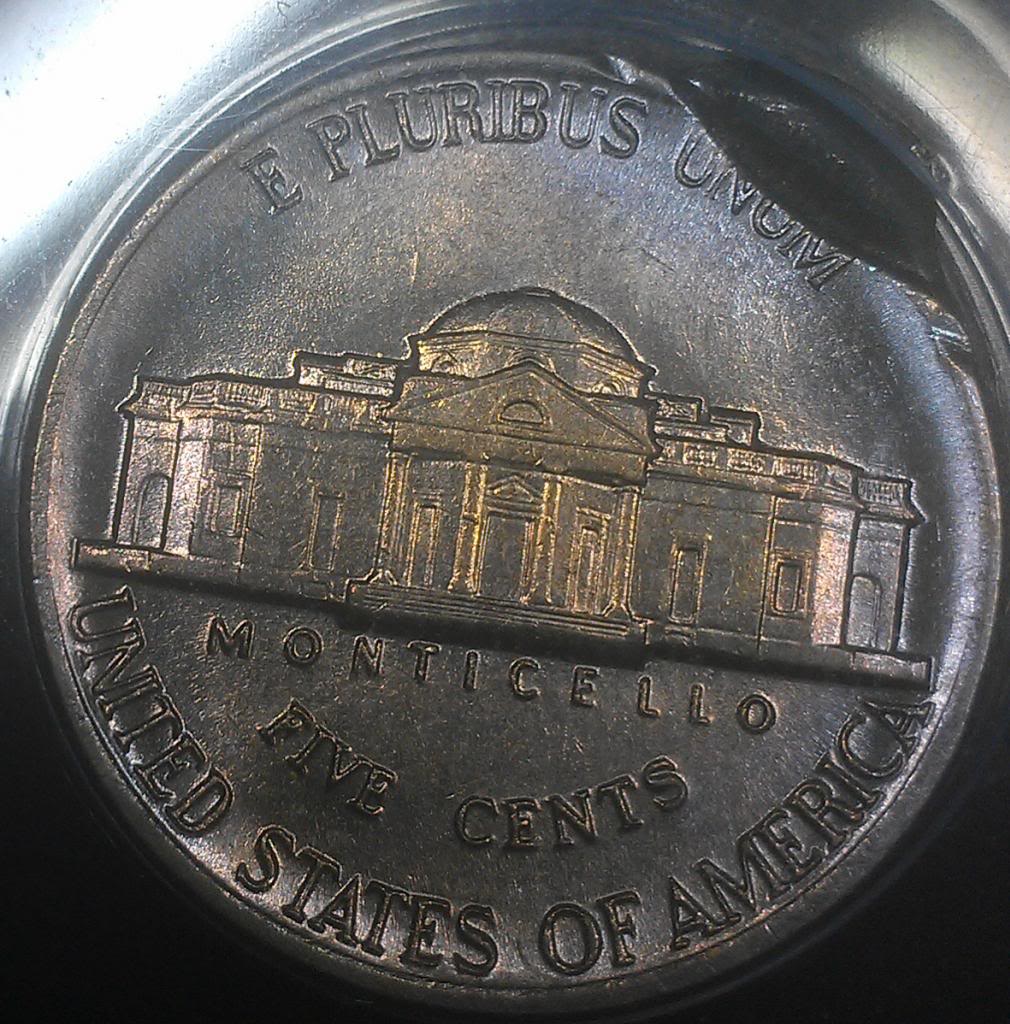 E PLURIBUS UNUM
MONTICELLO
FIVE CENTS
UNITED STATES OF AMERICA